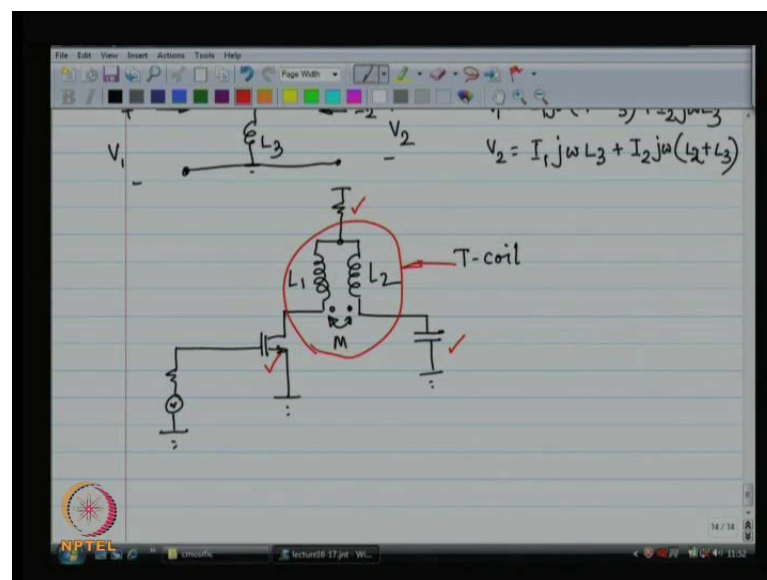 File Edit View Insert Actions Tools Help
Page Width
B I
L3
V1
-
V2
-
V2 = I1 jω L3 + I2 jω (L2+L3)
L1
L2
T-coil
M
14 / 14
NPTEL
cmosrfic
lecture16-17.jnt - Wi...
11:52